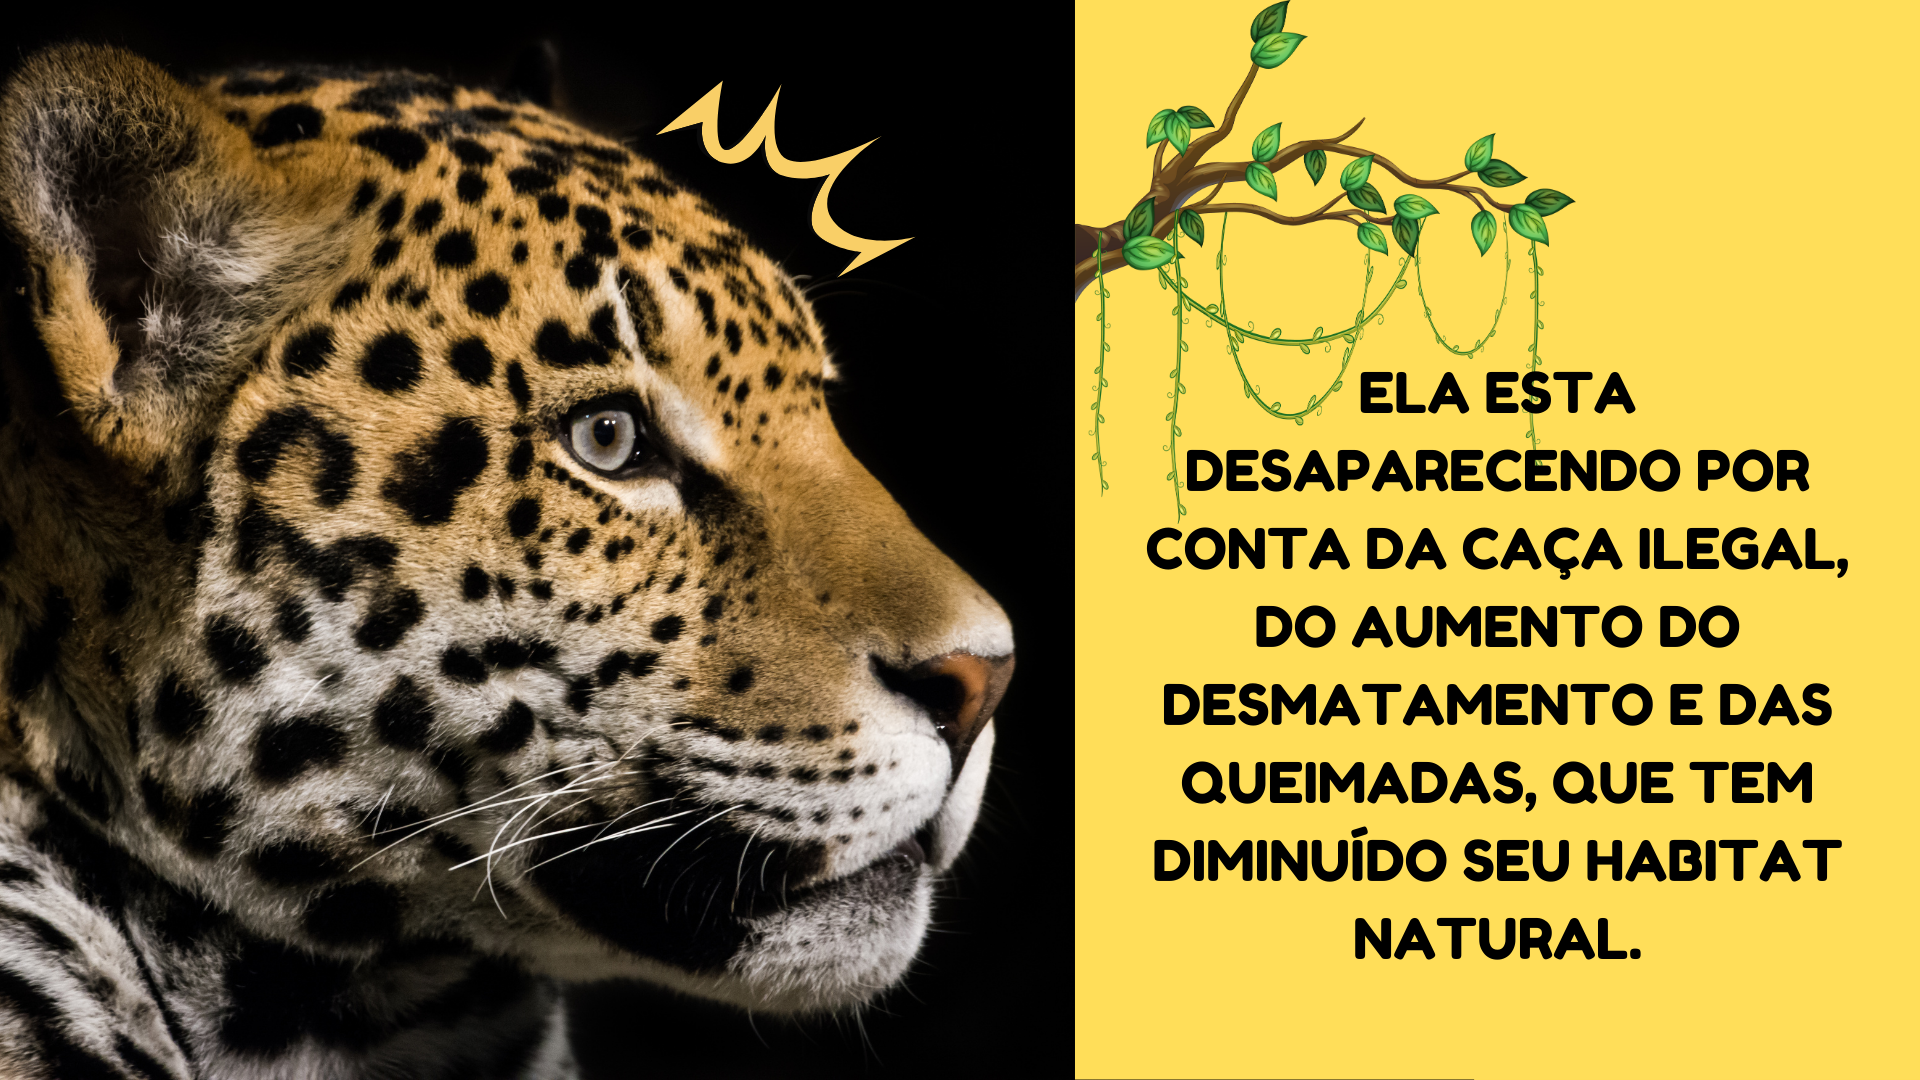 ELA ESTA
DESAPARECENDO POR
CONTA DA CAÇA ILEGAL,
DO AUMENTO DO
DESMATAMENTO E DAS
QUEIMADAS, QUE TEM
DIMINUÍDO SEU HABITAT
NATURAL.